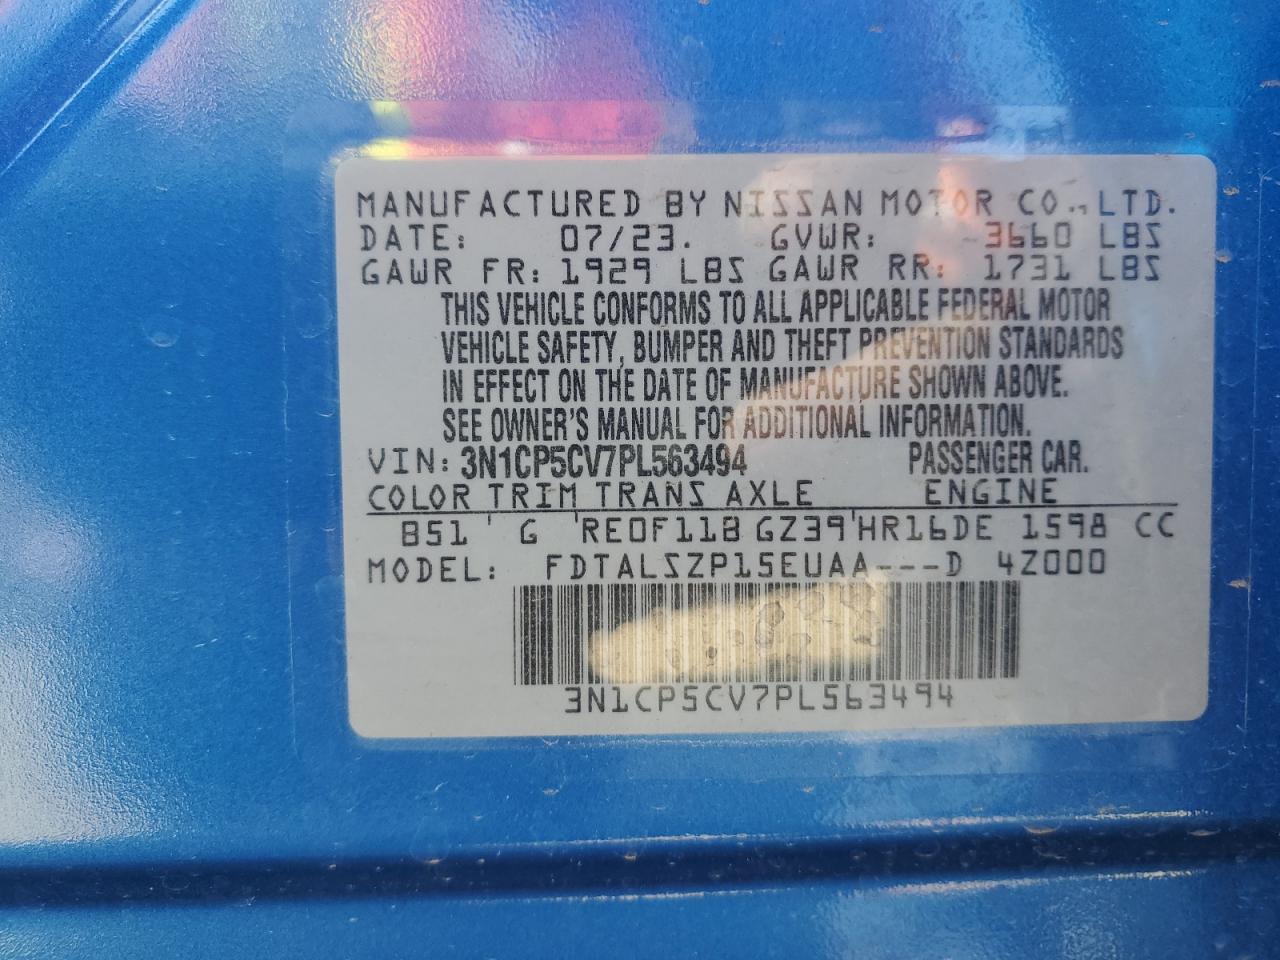 MANUFACTURED BY NISSAN MOTOR CO., LTD.
DATE: 07/23. GVWR: 3660 LBS
GAWR FR: 1929 LBS GAWR RR: 1731 LBS
THIS VEHICLE CONFORMS TO ALL APPLICABLE FEDERAL MOTOR
VEHICLE SAFETY, BUMPER AND THEFT PREVENTION STANDARDS
IN EFFECT ON THE DATE OF MANUFACTURE SHOWN ABOVE.
SEE OWNER'S MANUAL FOR ADDITIONAL INFORMATION.
VIN: 3N1CP5CV7PL563494 PASSENGER CAR.
COLOR TRIM TRANS AXLE ENGINE
B51 ' G 'RE0F11B GZ39'HR16DE 1598 CC
MODEL: FDTALSZP15EUAA---D 4Z000
3N1CP5CV7PL563494